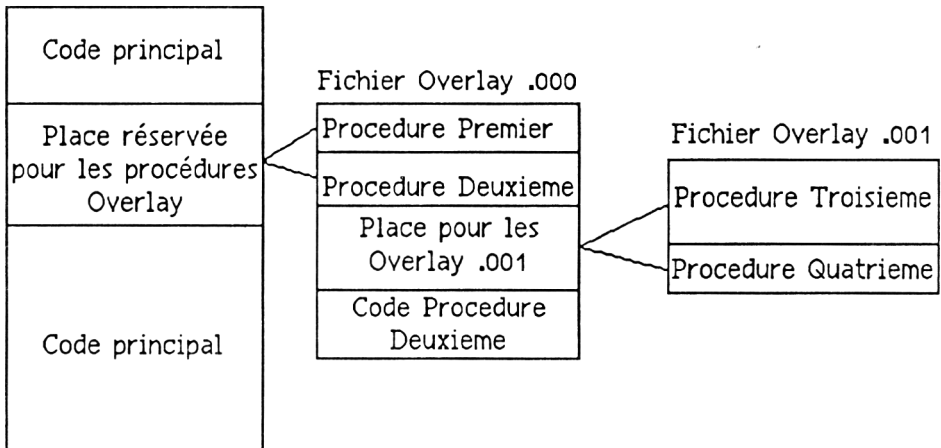 Code principal
Place réservée
pour les procédures
Overlay
Code principal
Fichier Overlay .000
Procedure Premier
Procedure Deuxieme
Place pour les
Overlay .001
Code Procedure
Deuxieme
Fichier Overlay .001
Procedure Troisieme
Procedure Quatrieme